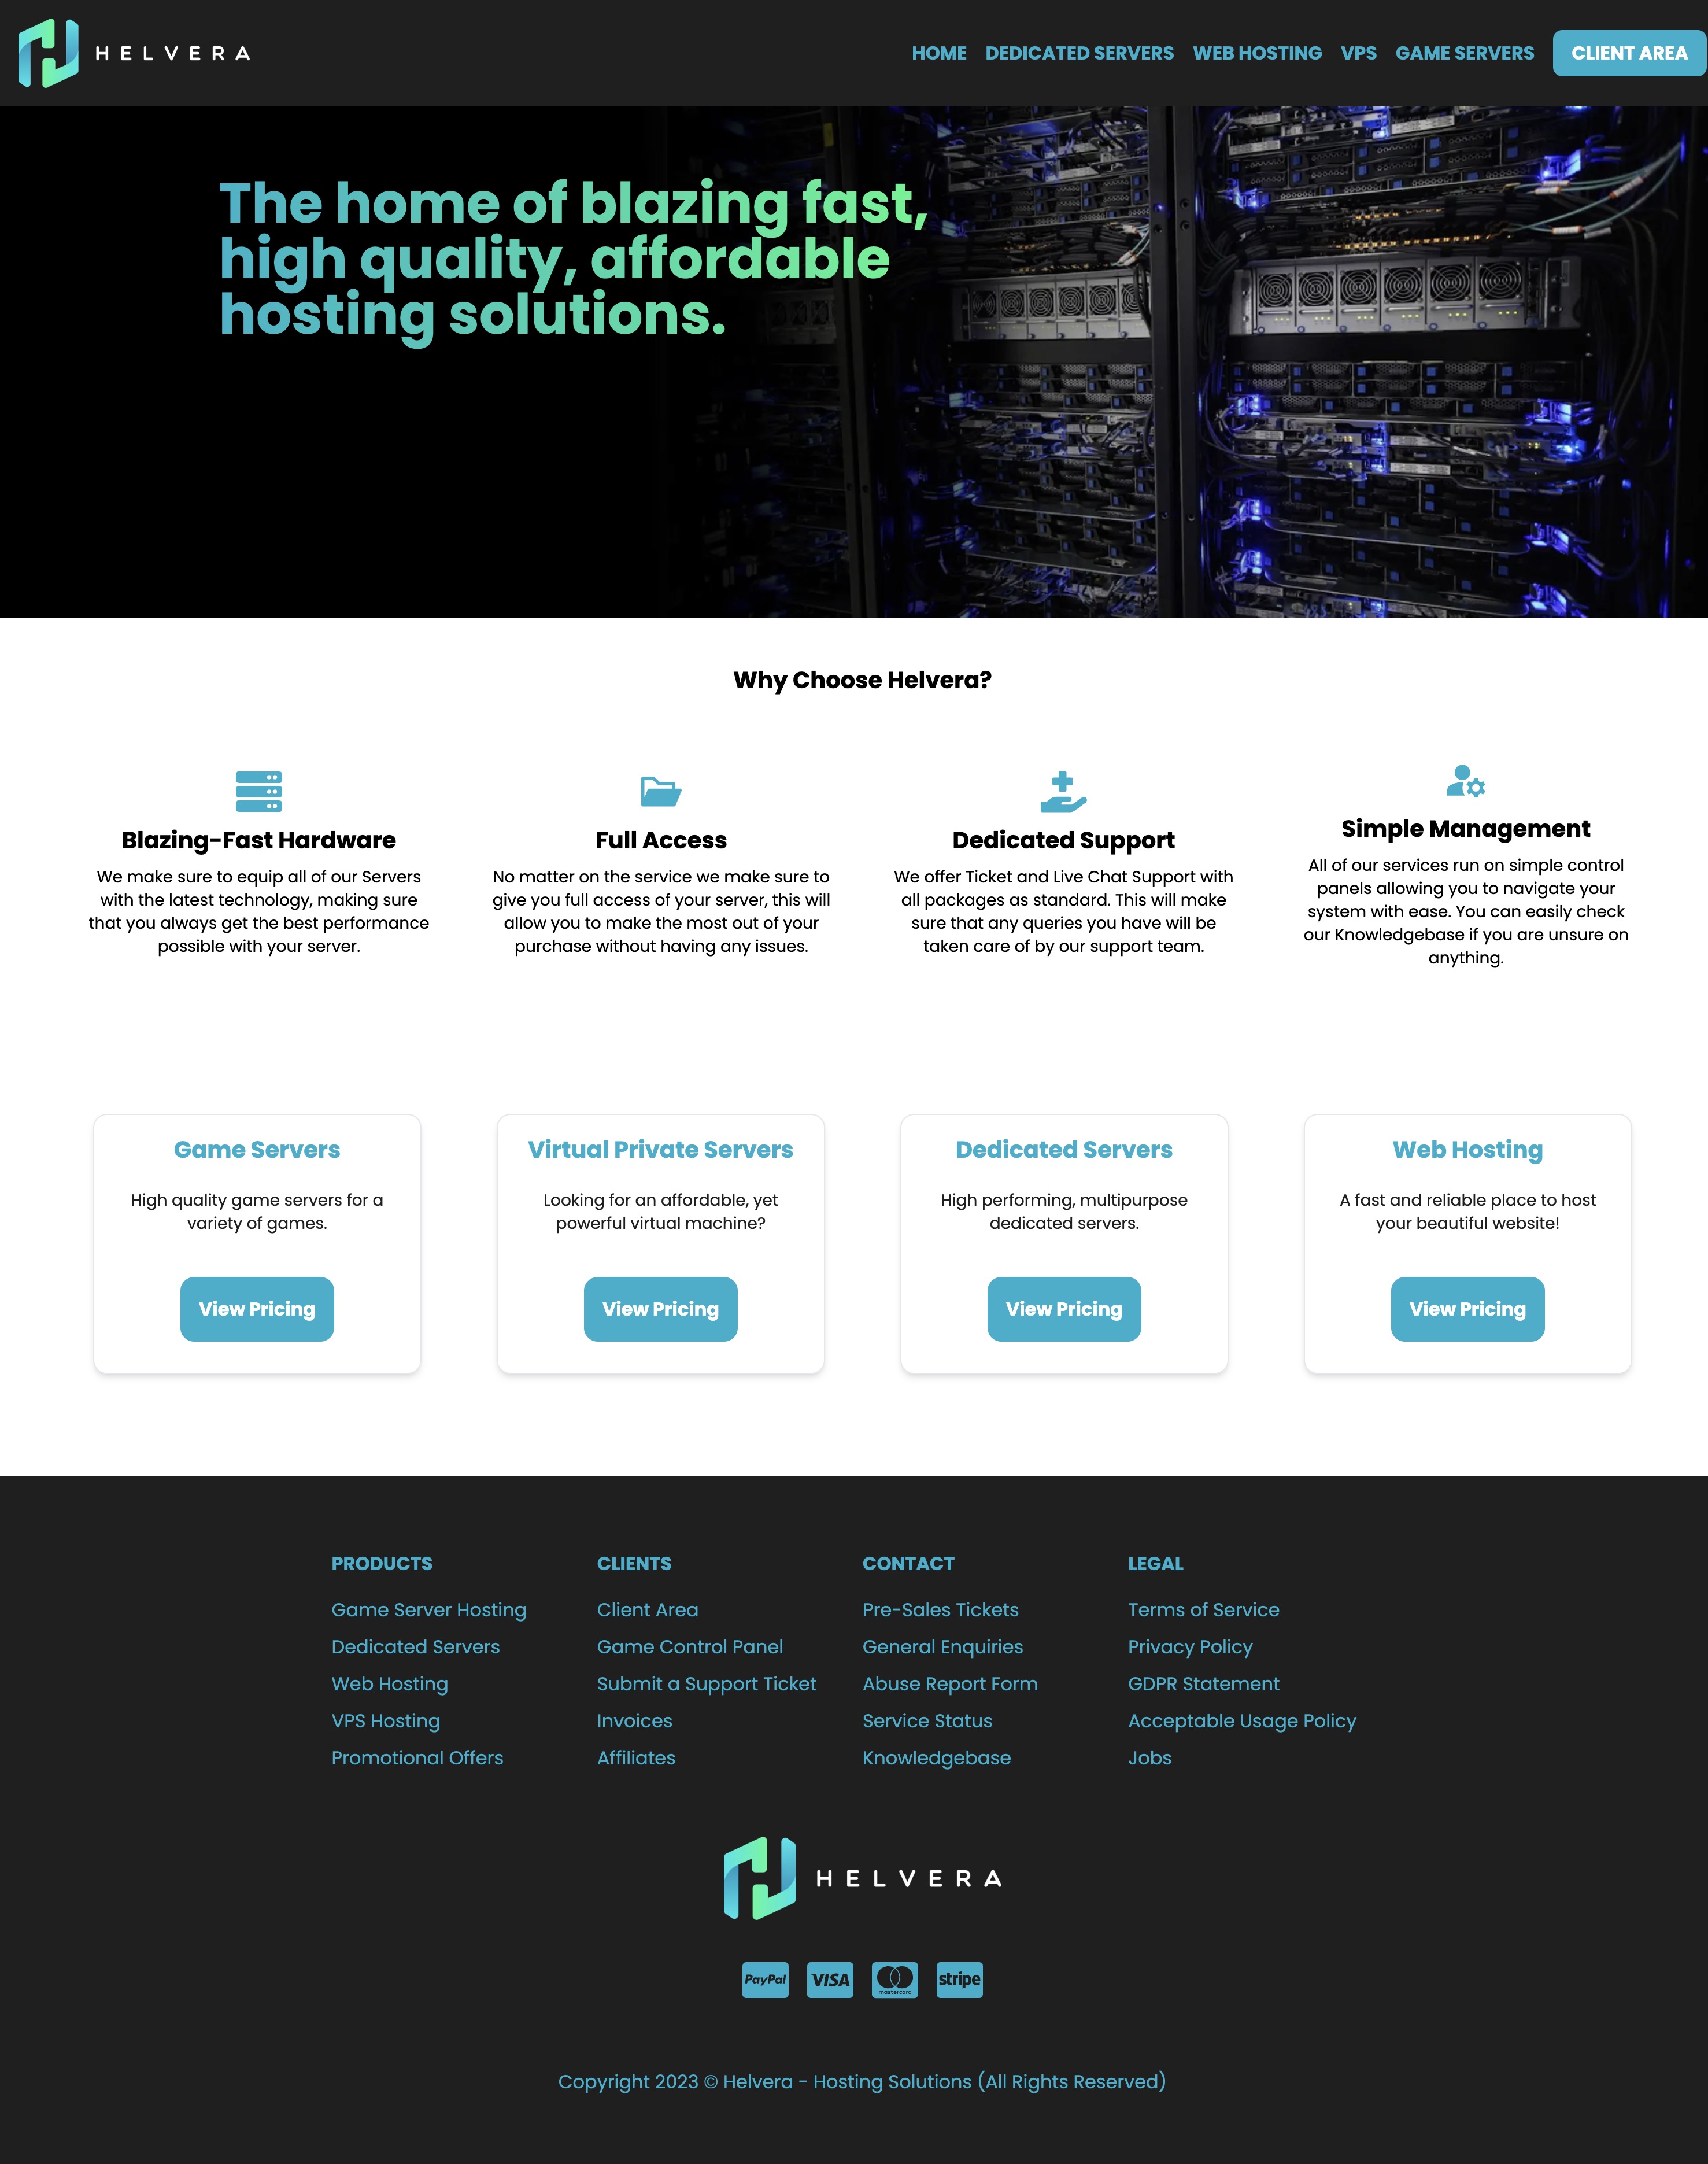 HELVERA
HOME DEDICATED SERVERS WEB HOSTING VPS GAME SERVERS CLIENT AREA
The home of blazing fast,
high quality, affordable
hosting solutions.
Why Choose Helvera?
Blazing-Fast Hardware
We make sure to equip all of our Servers
with the latest technology, making sure
that you always get the best performance
possible with your server.
Full Access
No matter on the service we make sure to
give you full access of your server, this will
allow you to make the most out of your
purchase without having any issues.
Dedicated Support
We offer Ticket and Live Chat Support with
all packages as standard. This will make
sure that any queries you have will be
taken care of by our support team.
Simple Management
All of our services run on simple control
panels allowing you to navigate your
system with ease. You can easily check
our Knowledgebase if you are unsure on
anything.
Game Servers
High quality game servers for a
variety of games.
View Pricing
Virtual Private Servers
Looking for an affordable, yet
powerful virtual machine?
View Pricing
Dedicated Servers
High performing, multipurpose
dedicated servers.
View Pricing
Web Hosting
A fast and reliable place to host
your beautiful website!
View Pricing
PRODUCTS
Game Server Hosting
Dedicated Servers
Web Hosting
VPS Hosting
Promotional Offers
CLIENTS
Client Area
Game Control Panel
Submit a Support Ticket
Invoices
Affiliates
CONTACT
Pre-Sales Tickets
General Enquiries
Abuse Report Form
Service Status
Knowledgebase
LEGAL
Terms of Service
Privacy Policy
GDPR Statement
Acceptable Usage Policy
Jobs
HELVERA
PayPal VISA mastercard stripe
Copyright 2023 © Helvera - Hosting Solutions (All Rights Reserved)